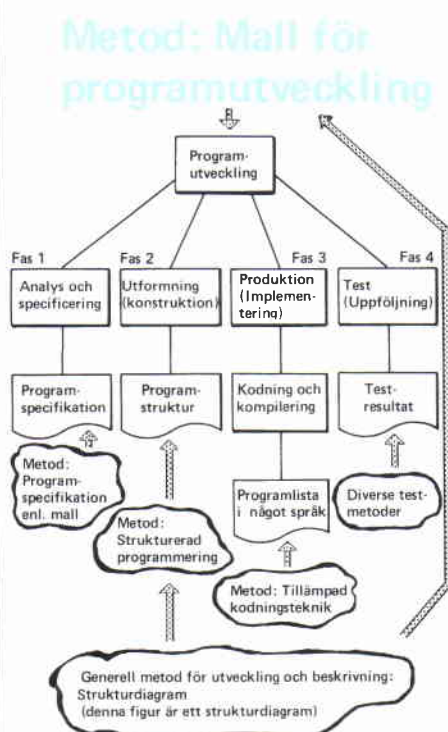 Metod: Mall för
programutveckling
Program-
utveckling
Fas 1
Analys och
specificering
Fas 2
Utformning
(konstruktion)
Fas 3
Produktion
(Implemen-
tering)
Fas 4
Test
(Uppföljning)
Program-
specifikation
Program-
struktur
Kodning och
kompilering
Test-
resultat
Metod:
Program-
specifikation
enl. mall
Metod:
Strukturerad
programmering
Programlista
i något språk
Diverse test-
metoder
Metod: Tillämpad
kodningsteknik
Generell metod för utveckling och beskrivning:
Strukturdiagram
(denna figur är ett strukturdiagram)